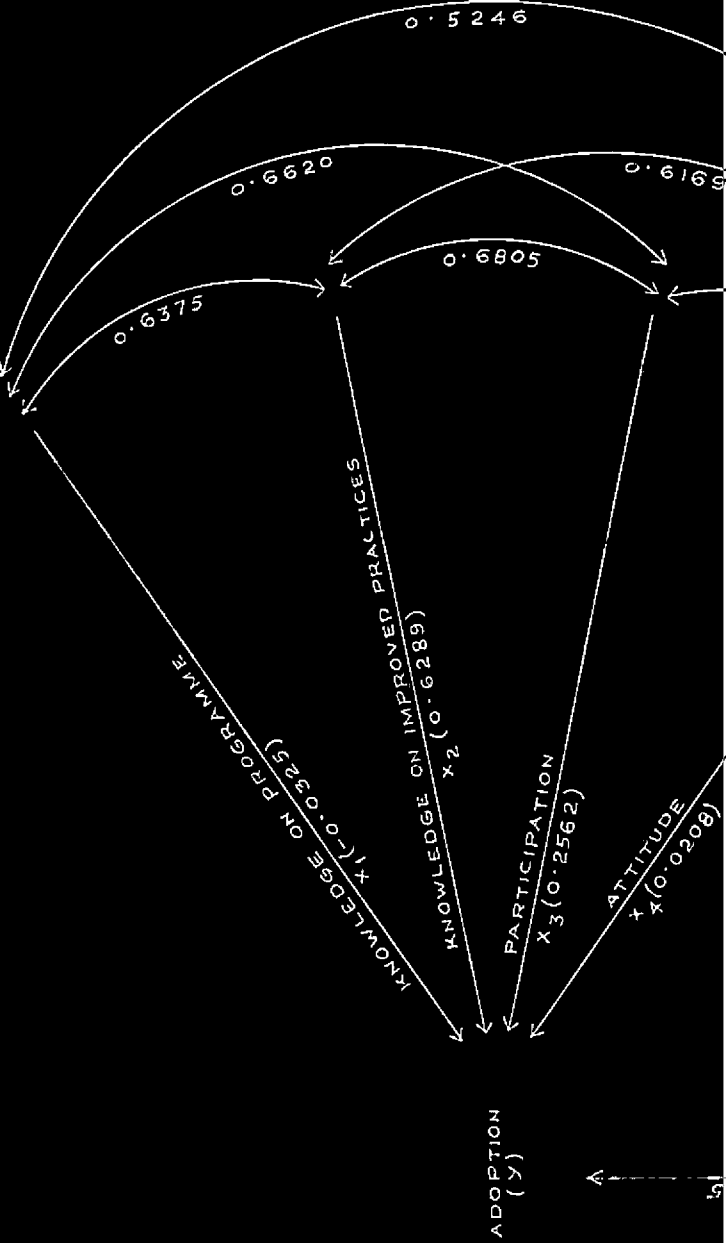 0.5246
0.6620
0.6169
0.6805
0.6375
KNOWLEDGE ON PROGRAMME
x1(-0.0325)
KNOWLEDGE ON IMPROVED PRACTICES
x2(0.6289)
PARTICIPATION
x3(0.2562)
ATTITUDE
x4(0.0208)
ADOPTION
(Y)